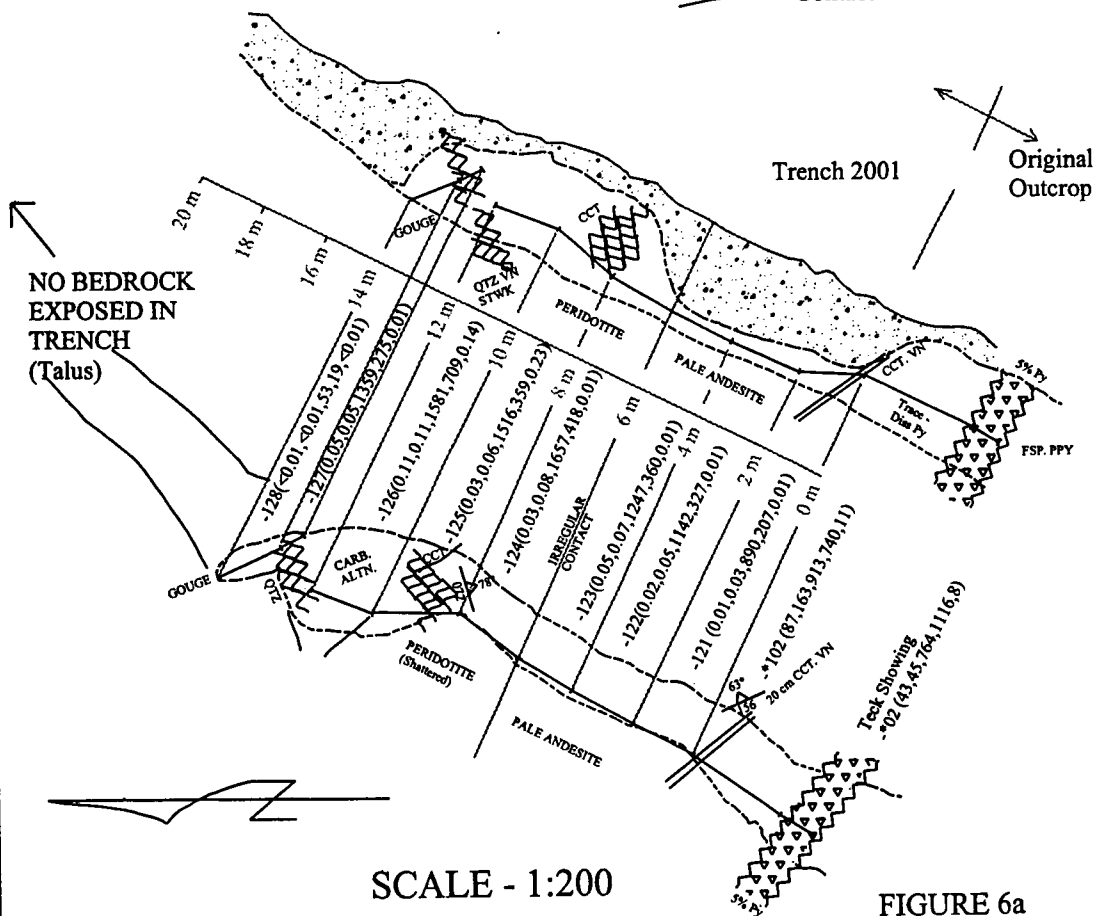 Trench 2001
Original
Outcrop
NO BEDROCK
EXPOSED IN
TRENCH
(Talus)
20 m
18 m
16 m
14 m
12 m
10 m
8 m
6 m
4 m
2 m
0 m
GOUGE
QTZ VN
STWK
CCT
PERIDOTITE
PALE ANDESITE
CCT. VN
Trace -
Diss Py
5% Py
FSP. PPY
-128(<0.01, <0.01,53,19,<0.01)
-127(0.05,0.05,1359,275,0.01)
-126(0.11,0.11,1581,709,0.14)
-125(0.03,0.06,1516,359,0.23)
-124(0.03,0.08,1657,418,0.01)
IRREGULAR
CONTACT
-123(0.05,0.07,1247,360,0.01)
-122(0.02,0.05,1142,327,0.01)
-121 (0.01,0.03,890,207,0.01)
-*102 (87,163,913,740,11)
63°
56
20 cm CCT. VN
Teck Showing
-*02 (43,45,764,1116,8)
GOUGE
QTZ
CARB.
ALTN.
CCT
78°
PERIDOTITE
(Shattered)
PALE ANDESITE
5% Py
SCALE - 1:200
FIGURE 6a